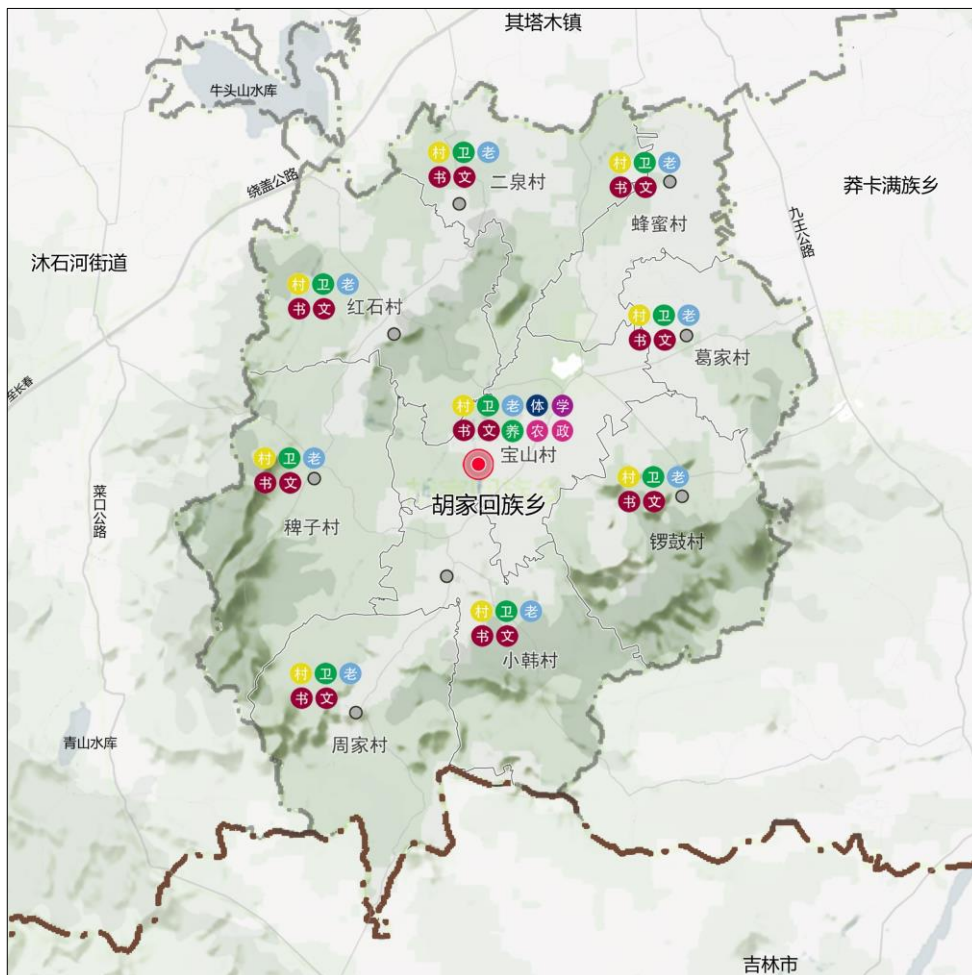 其塔木镇
牛头山水库
村 卫 老
书 文
二泉村
村 卫 老
书 文
蜂蜜村
莽卡满族乡
绕盖公路
九王公路
沐石河街道
村 卫 老
书 文
红石村
村 卫 老
书 文
葛家村
至长春
村 卫 老 体 学
书 文 养 农 政
宝山村
胡家回族乡
村 卫 老
书 文
稗子村
村 卫 老
书 文
锣鼓村
菜口公路
村 卫 老
书 文
小韩村
村 卫 老
书 文
周家村
青山水库
吉林市